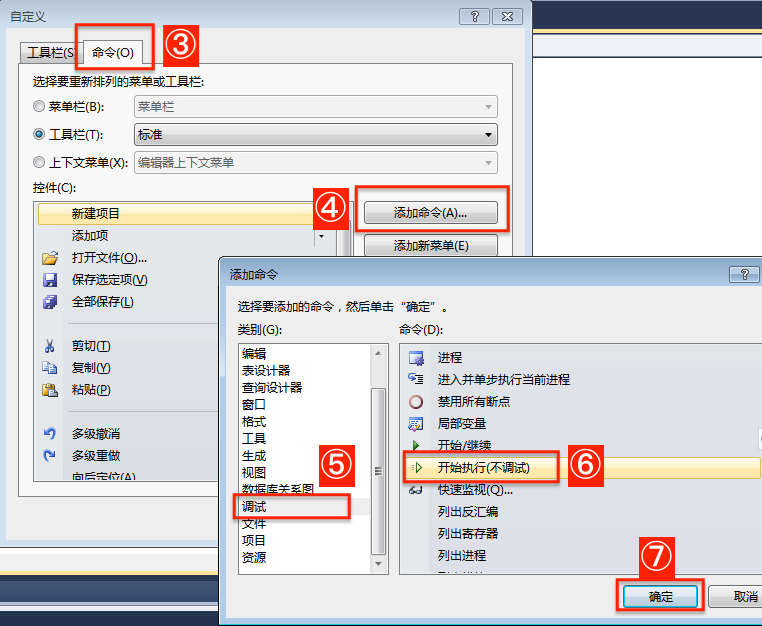 自定义
工具栏(S
命令(O)
③
选择要重新排列的菜单或工具栏:
菜单栏(B):
菜单栏
工具栏(T):
标准
上下文菜单(X):
编辑器上下文菜单
控件(C):
④
新建项目
添加命令(A)...
添加项
添加新菜单(E)
打开文件(O)...
保存选定项(V)
全部保存(L)
剪切(T)
复制(Y)
粘贴(P)
多级撤消
多级重做
向后定位(A)
添加命令
选择要添加的命令，然后单击“确定”。
类别(G):
编辑
表设计器
查询设计器
窗口
格式
工具
生成
视图
数据库关系图
调试
文件
项目
资源
⑤
命令(D):
进程
进入并单步执行当前进程
禁用所有断点
局部变量
开始/继续
开始执行(不调试)
快速监视(Q)...
列出反汇编
列出寄存器
列出进程
⑥
⑦
确定
取消